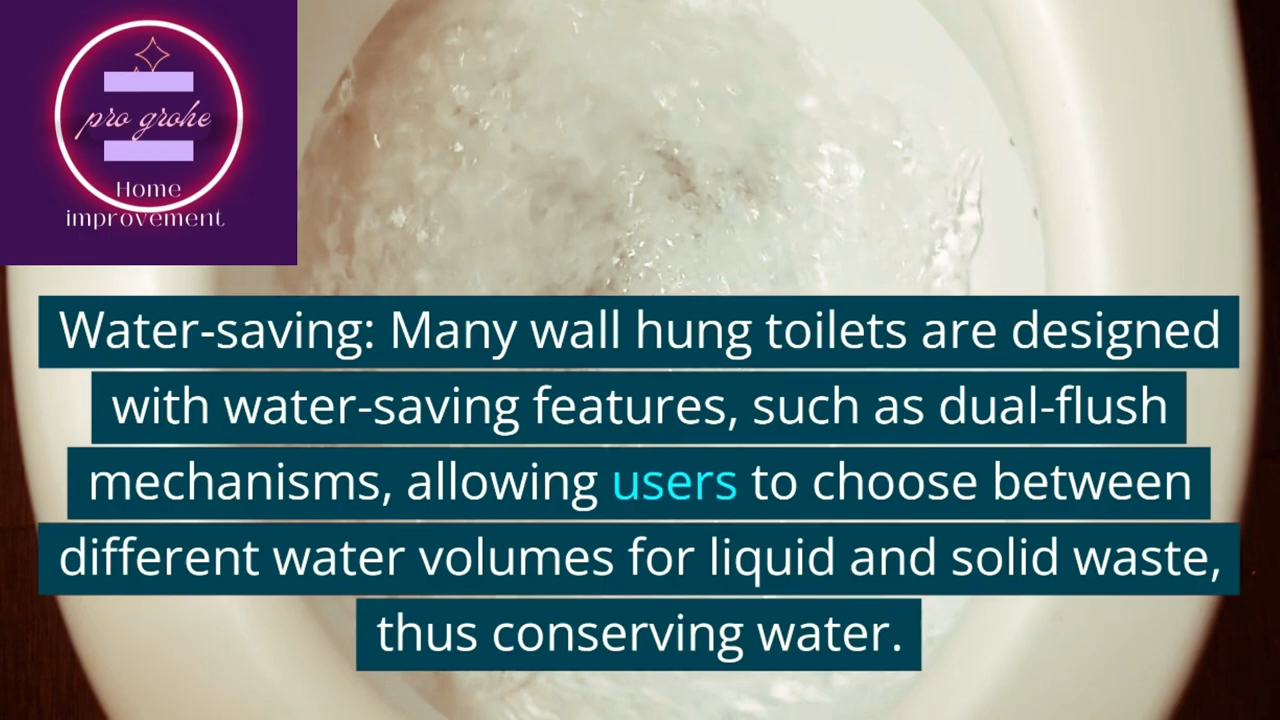 pro grohe
Home
improvement
Water-saving: Many wall hung toilets are designed
with water-saving features, such as dual-flush
mechanisms, allowing users to choose between
different water volumes for liquid and solid waste,
thus conserving water.